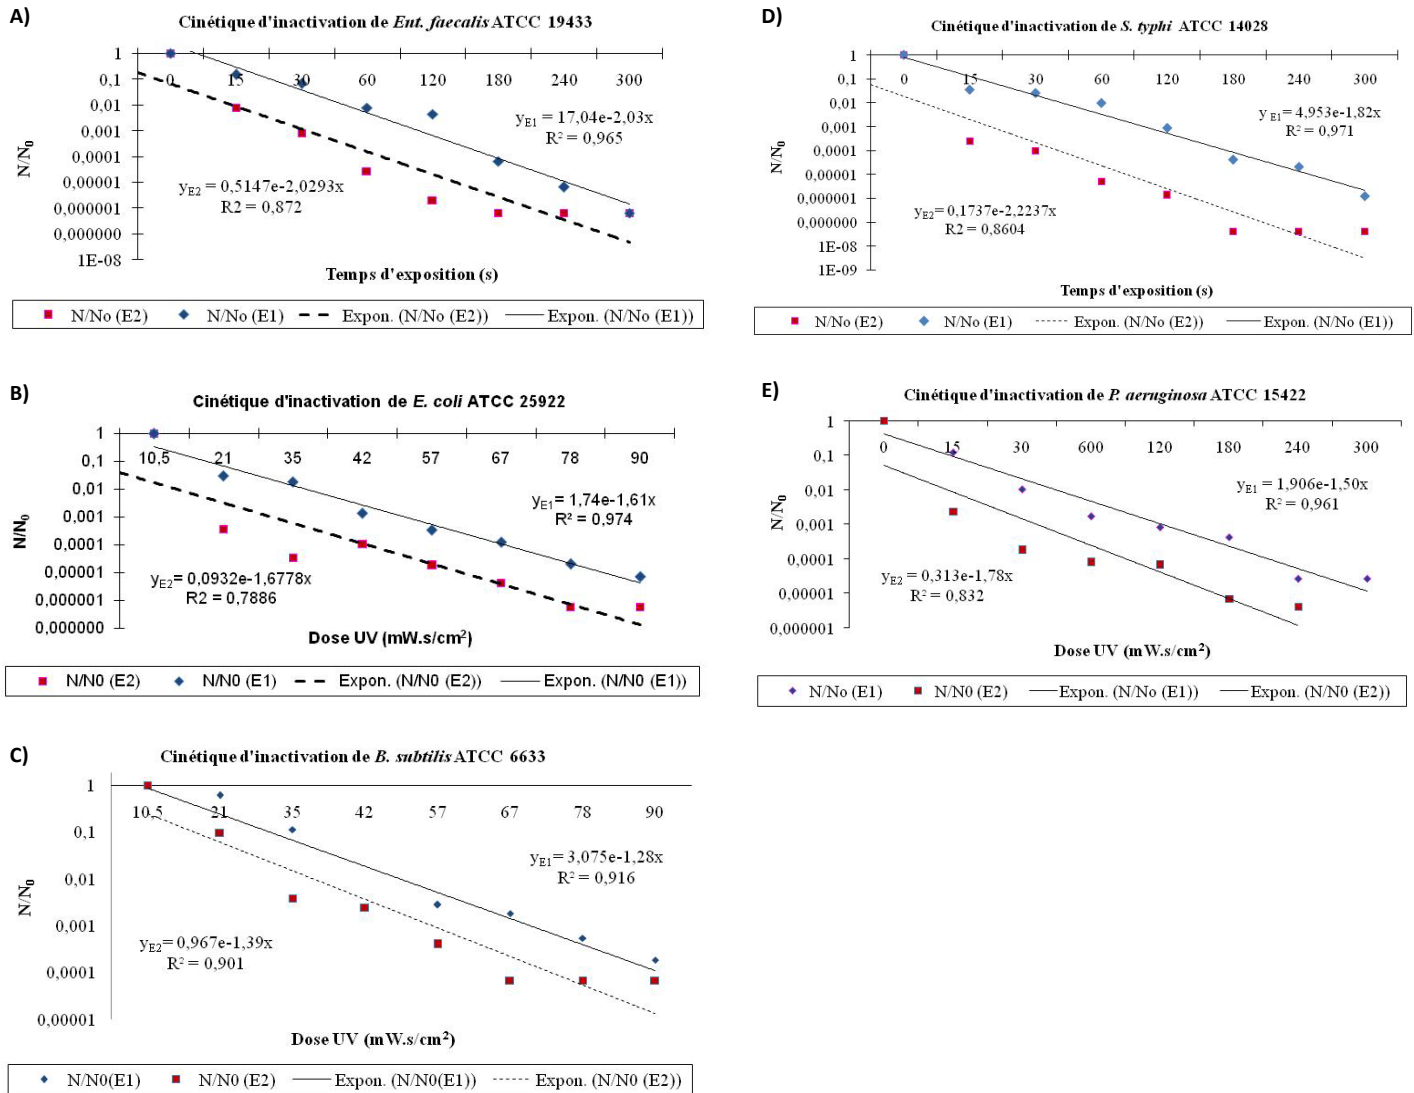 A)
Cinétique d'inactivation de Ent. faecalis ATCC 19433
1
0,1
0,01
0,001
0,0001
0,00001
0,000001
0,000000
1E-08
N/N0
0 15 30 60 120 180 240 300
yE1 = 17,04e-2,03x
R² = 0,965
yE2 = 0,5147e-2,0293x
R2 = 0,872
Temps d'exposition (s)
N/No (E2) N/No (E1) Expon. (N/No (E2)) Expon. (N/No (E1))
B)
Cinétique d'inactivation de E. coli ATCC 25922
1
0,1
0,01
0,001
0,0001
0,00001
0,000001
0,000000
N/N0
10,5 21 35 42 57 67 78 90
yE1 = 1,74e-1,61x
R² = 0,974
yE2 = 0,0932e-1,6778x
R2 = 0,7886
Dose UV (mW.s/cm²)
N/N0 (E2) N/N0 (E1) Expon. (N/N0 (E2)) Expon. (N/N0 (E1))
C)
Cinétique d'inactivation de B. subtilis ATCC 6633
1
0,1
0,01
0,001
0,0001
0,00001
N/N0
10,5 21 35 42 57 67 78 90
yE1 = 3,075e-1,28x
R² = 0,916
yE2 = 0,967e-1,39x
R² = 0,901
Dose UV (mW.s/cm²)
N/N0(E1) N/N0 (E2) Expon. (N/N0(E1)) Expon. (N/N0 (E2))
D)
Cinétique d'inactivation de S. typhi ATCC 14028
1
0,1
0,01
0,001
0,0001
0,00001
0,000001
0,000000
1E-08
1E-09
N/N0
0 15 30 60 120 180 240 300
yE1 = 4,953e-1,82x
R² = 0,971
yE2 = 0,1737e-2,2237x
R2 = 0,8604
Temps d'exposition (s)
N/No (E2) N/No (E1) Expon. (N/No (E2)) Expon. (N/No (E1))
E)
Cinétique d'inactivation de P. aeruginosa ATCC 15422
1
0,1
0,01
0,001
0,0001
0,00001
0,000001
N/N0
0 15 30 600 120 180 240 300
yE1 = 1,906e-1,50x
R² = 0,961
yE2 = 0,313e-1,78x
R² = 0,832
Dose UV (mW.s/cm²)
N/No (E1) N/N0 (E2) Expon. (N/No (E1)) Expon. (N/N0 (E2))